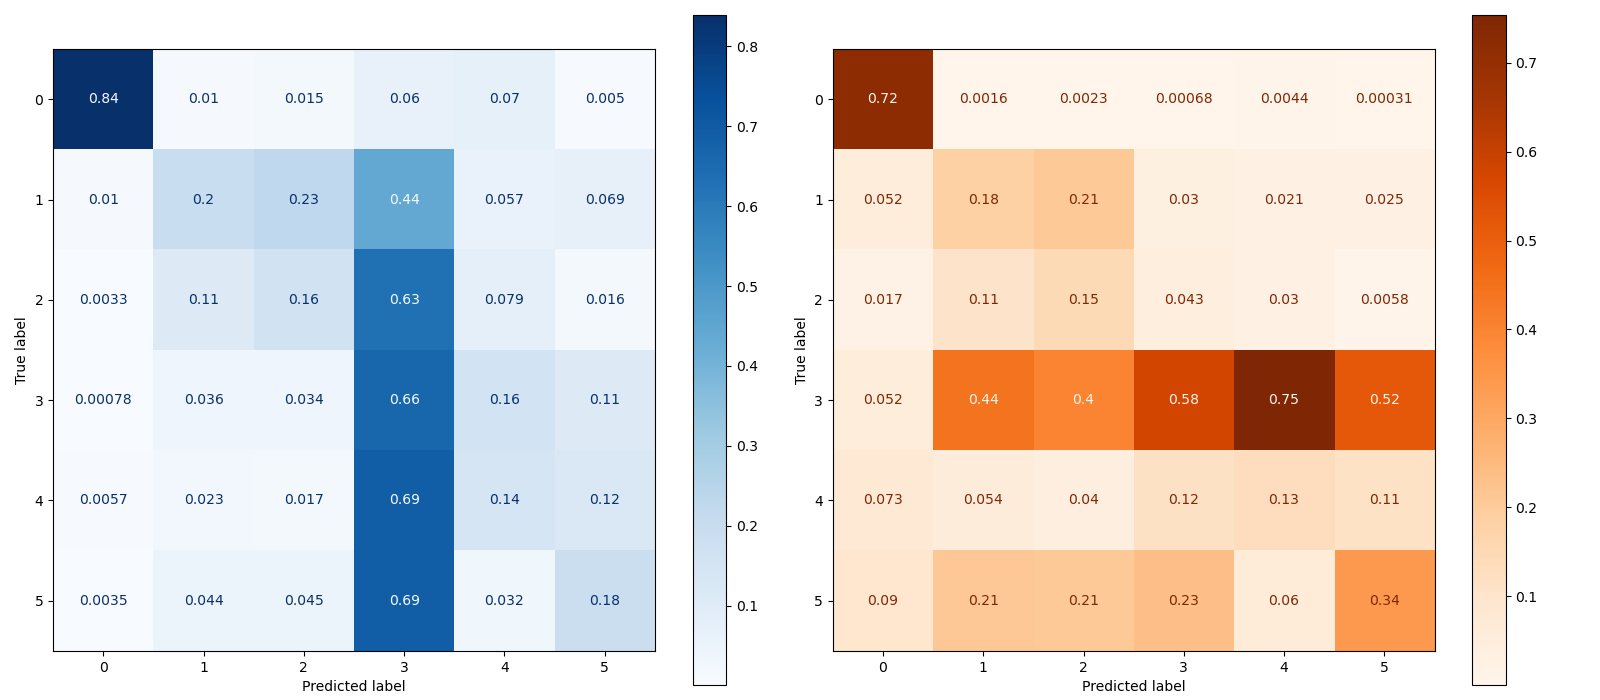 0.8
0.7
0 0.84 0.01 0.015 0.06 0.07 0.005 0 0.72 0.0016 0.0023 0.00068 0.0044 0.00031
0.7
0.6
1 0.01 0.2 0.23 0.44 0.057 0.069 0.6 1 0.052 0.18 0.21 0.03 0.021 0.025
0.5
0.5
2 0.0033 0.11 0.16 0.63 0.079 0.016 2 0.017 0.11 0.15 0.043 0.03 0.0058
0.4
True label 0.4 True label
3 0.00078 0.036 0.034 0.66 0.16 0.11 3 0.052 0.44 0.4 0.58 0.75 0.52
0.3
0.3
4 0.0057 0.023 0.017 0.69 0.14 0.12 4 0.073 0.054 0.04 0.12 0.13 0.11
0.2
0.2
5 0.0035 0.044 0.045 0.69 0.032 0.18 0.1 5 0.09 0.21 0.21 0.23 0.06 0.34 0.1
0 1 2 3 4 5 0 1 2 3 4 5
Predicted label Predicted label